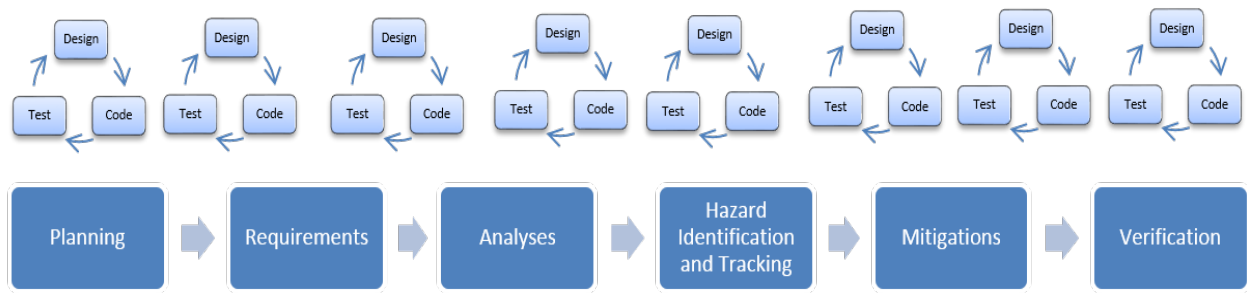 Design
Test
Code
Design
Test
Code
Design
Test
Code
Design
Test
Code
Design
Test
Code
Design
Test
Code
Design
Test
Code
Design
Test
Code
Planning
Requirements
Analyses
Hazard
Identification
and Tracking
Mitigations
Verification